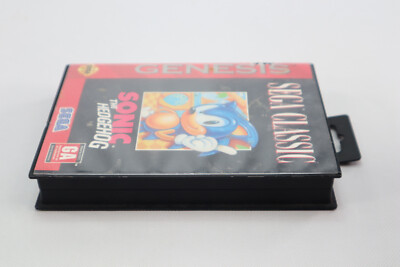 GENESIS
SEGA CLASSIC
SONIC
THE
HEDGEHOG
SEGA
GA